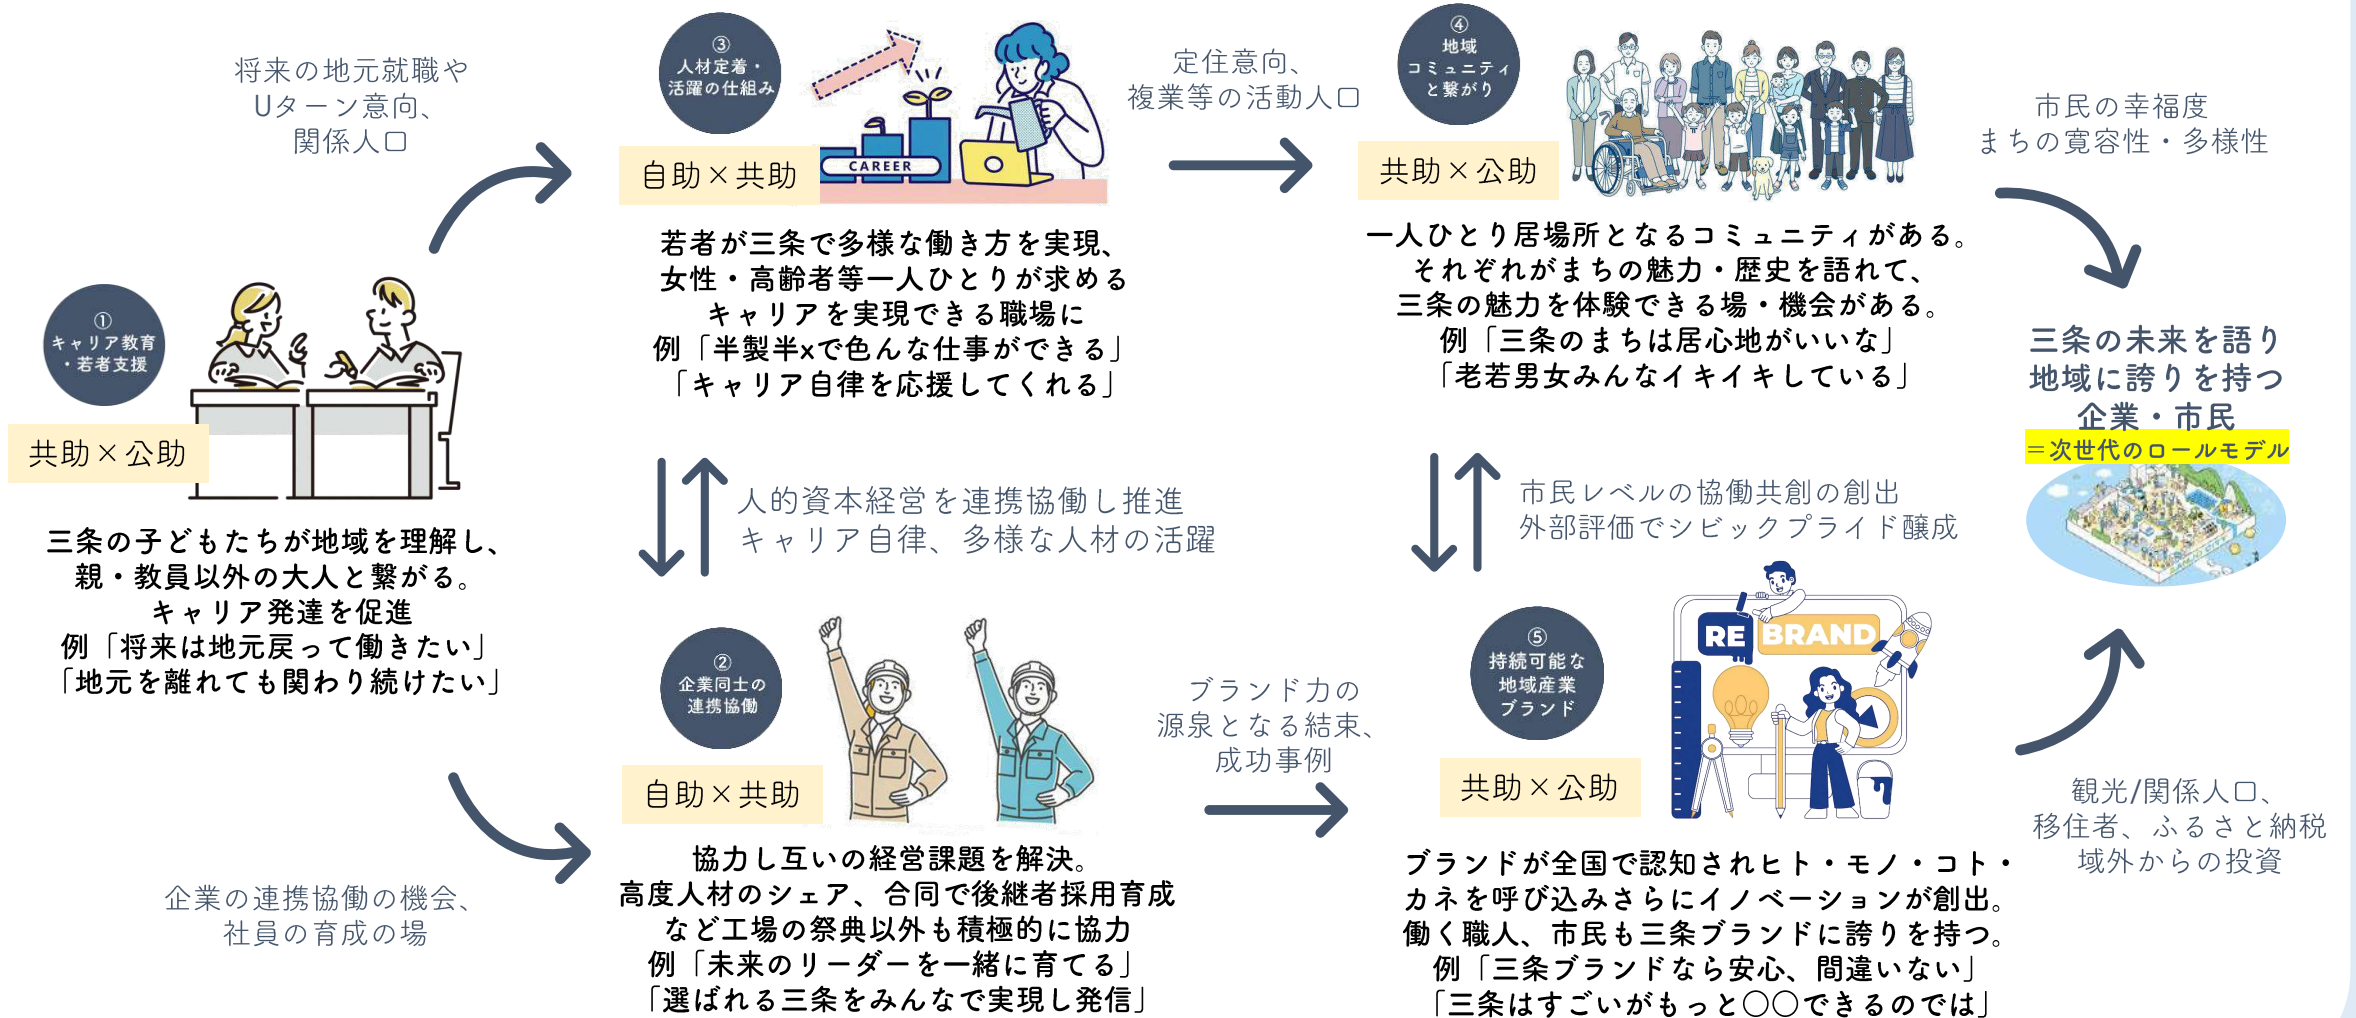 ①
キャリア教育
・若者支援
共助×公助
三条の子どもたちが地域を理解し、
親・教員以外の大人と繋がる。
キャリア発達を促進
例「将来は地元戻って働きたい」
「地元を離れても関わり続けたい」
将来の地元就職や
Uターン意向、
関係人口
企業の連携協働の機会、
社員の育成の場
③
人材定着・
活躍の仕組み
CAREER
自助×共助
若者が三条で多様な働き方を実現、
女性・高齢者等一人ひとりが求める
キャリアを実現できる職場に
例「半製半xで色んな仕事ができる」
「キャリア自律を応援してくれる」
人的資本経営を連携協働し推進
キャリア自律、多様な人材の活躍
②
企業同士の
連携協働
自助×共助
協力し互いの経営課題を解決。
高度人材のシェア、合同で後継者採用育成
など工場の祭典以外も積極的に協力
例「未来のリーダーを一緒に育てる」
「選ばれる三条をみんなで実現し発信」
定住意向、
複業等の活動人口
ブランド力の
源泉となる結束、
成功事例
④
地域
コミュニティ
と繋がり
共助×公助
一人ひとり居場所となるコミュニティがある。
それぞれがまちの魅力・歴史を語れて、
三条の魅力を体験できる場・機会がある。
例「三条のまちは居心地がいいな」
「老若男女みんなイキイキしている」
市民レベルの協働共創の創出
外部評価でシビックプライド醸成
⑤
持続可能な
地域産業
ブランド
RE BRAND
共助×公助
ブランドが全国で認知されヒト・モノ・コト・
カネを呼び込みさらにイノベーションが創出。
働く職人、市民も三条ブランドに誇りを持つ。
例「三条ブランドなら安心、間違いない」
「三条はすごいがもっと〇〇できるのでは」
市民の幸福度
まちの寛容性・多様性
三条の未来を語り
地域に誇りを持つ
企業・市民
＝次世代のロールモデル
観光/関係人口、
移住者、ふるさと納税
域外からの投資